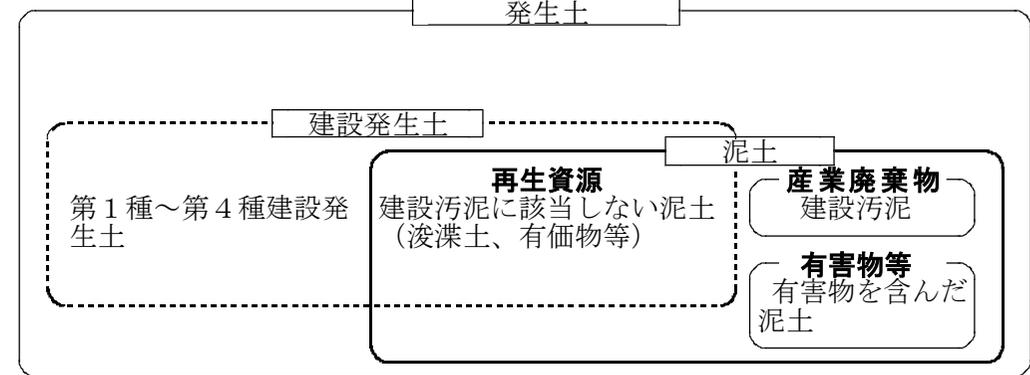 発生土
建設発生土
泥土
再生資源
産業廃棄物
第１種～第４種建設発
生土
建設汚泥に該当しない泥土
（浚渫土、有価物等）
建設汚泥
有害物等
有害物を含んだ
泥土